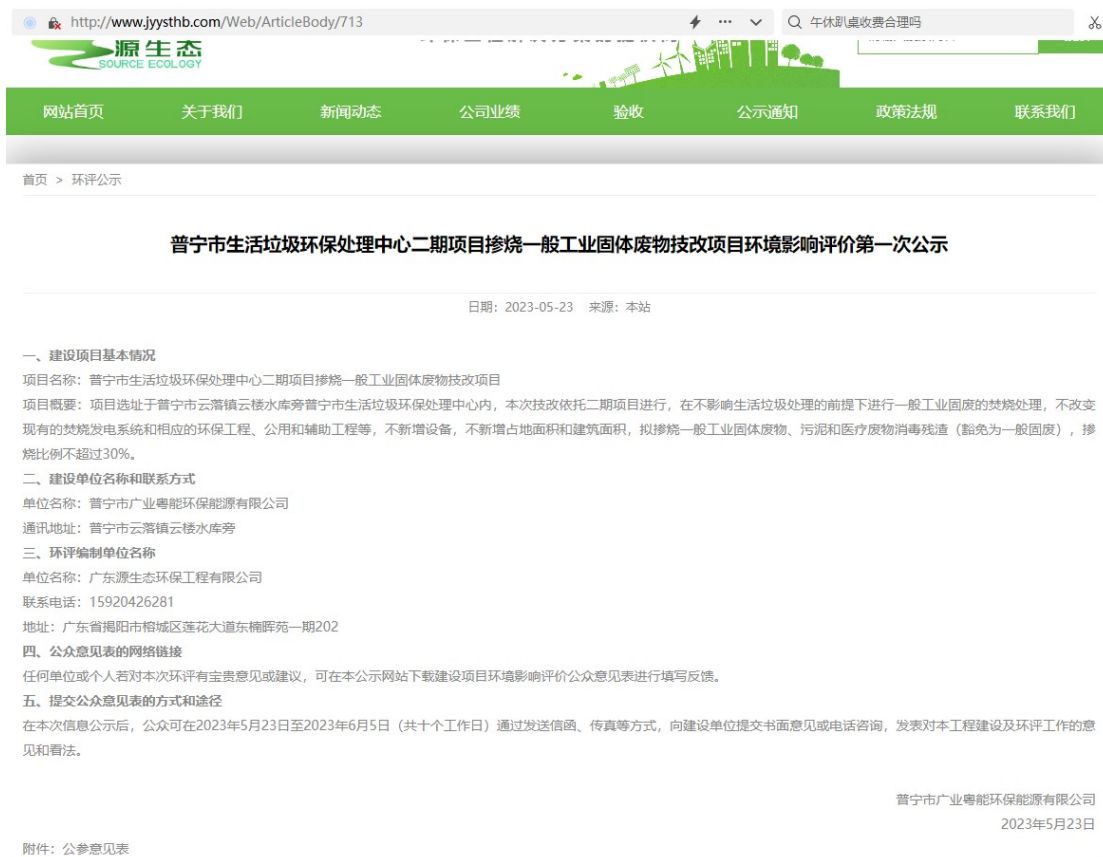 http://www.jyysthb.com/Web/ArticleBody/713
午休趴桌收费合理吗
源生态
SOURCE ECOLOGY
网站首页 关于我们 新闻动态 公司业绩 验收 公示通知 政策法规 联系我们
首页 > 环评公示
普宁市生活垃圾环保处理中心二期项目掺烧一般工业固体废物技改项目环境影响评价第一次公示
日期：2023-05-23 来源：本站
一、建设项目基本情况
项目名称：普宁市生活垃圾环保处理中心二期项目掺烧一般工业固体废物技改项目
项目概要：项目选址于普宁市云落镇云楼水库旁普宁市生活垃圾环保处理中心内，本次技改依托二期项目进行，在不影响生活垃圾处理的前提下进行一般工业固废的焚烧处理，不改变
现有的焚烧发电系统和相应的环保工程、公用和辅助工程等，不新增设备，不新增占地面积和建筑面积，拟掺烧一般工业固体废物、污泥和医疗废物消毒残渣（豁免为一般固废），掺
烧比例不超过30%。
二、建设单位名称和联系方式
单位名称：普宁市广业粤能环保能源有限公司
通讯地址：普宁市云落镇云楼水库旁
三、环评编制单位名称
单位名称：广东源生态环保工程有限公司
联系电话：15920426281
地址：广东省揭阳市榕城区莲花大道东楠晖苑一期202
四、公众意见表的网络链接
任何单位或个人若对本次环评有宝贵意见或建议，可在本公示网站下载建设项目环境影响评价公众意见表进行填写反馈。
五、提交公众意见表的方式和途径
在本次信息公示后，公众可在2023年5月23日至2023年6月5日（共十个工作日）通过发送信函、传真等方式，向建设单位提交书面意见或电话咨询，发表对本工程建设及环评工作的意
见和看法。
普宁市广业粤能环保能源有限公司
2023年5月23日
附件：公参意见表